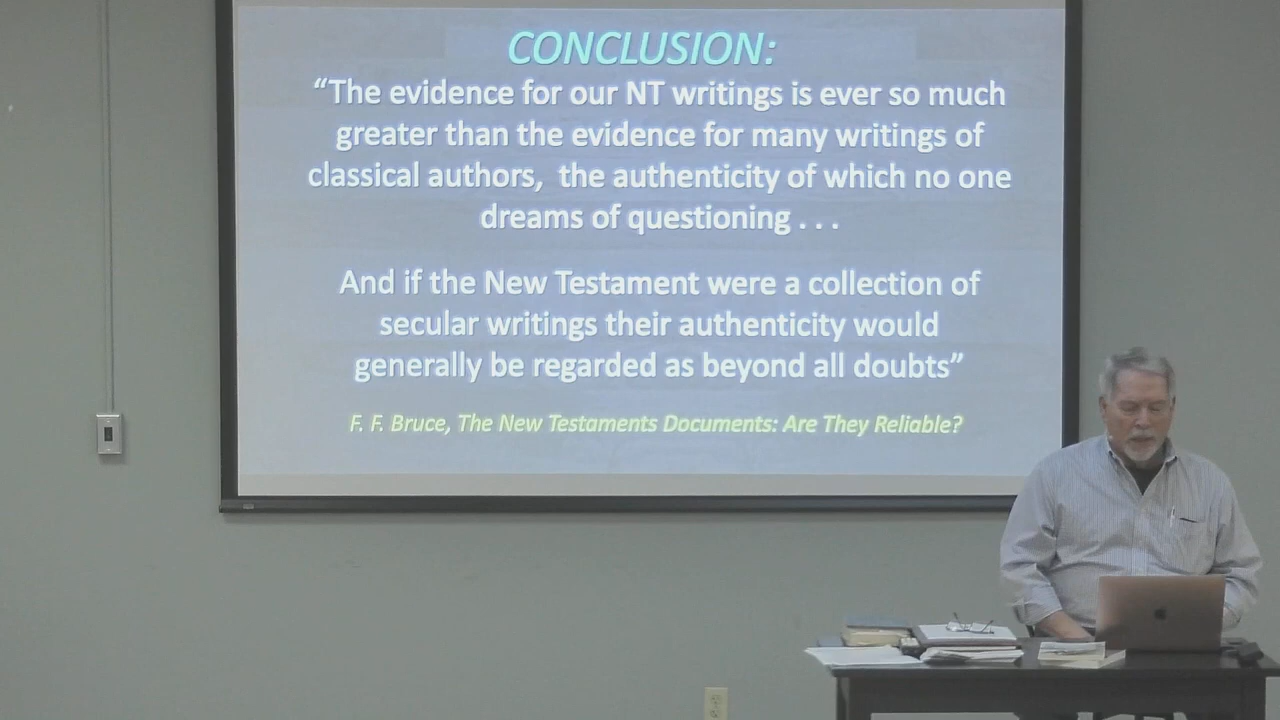 CONCLUSION:
“The evidence for our NT writings is ever so much
greater than the evidence for many writings of
classical authors, the authenticity of which no one
dreams of questioning . . .
And if the New Testament were a collection of
secular writings their authenticity would
generally be regarded as beyond all doubts”
F. F. Bruce, The New Testaments Documents: Are They Reliable?